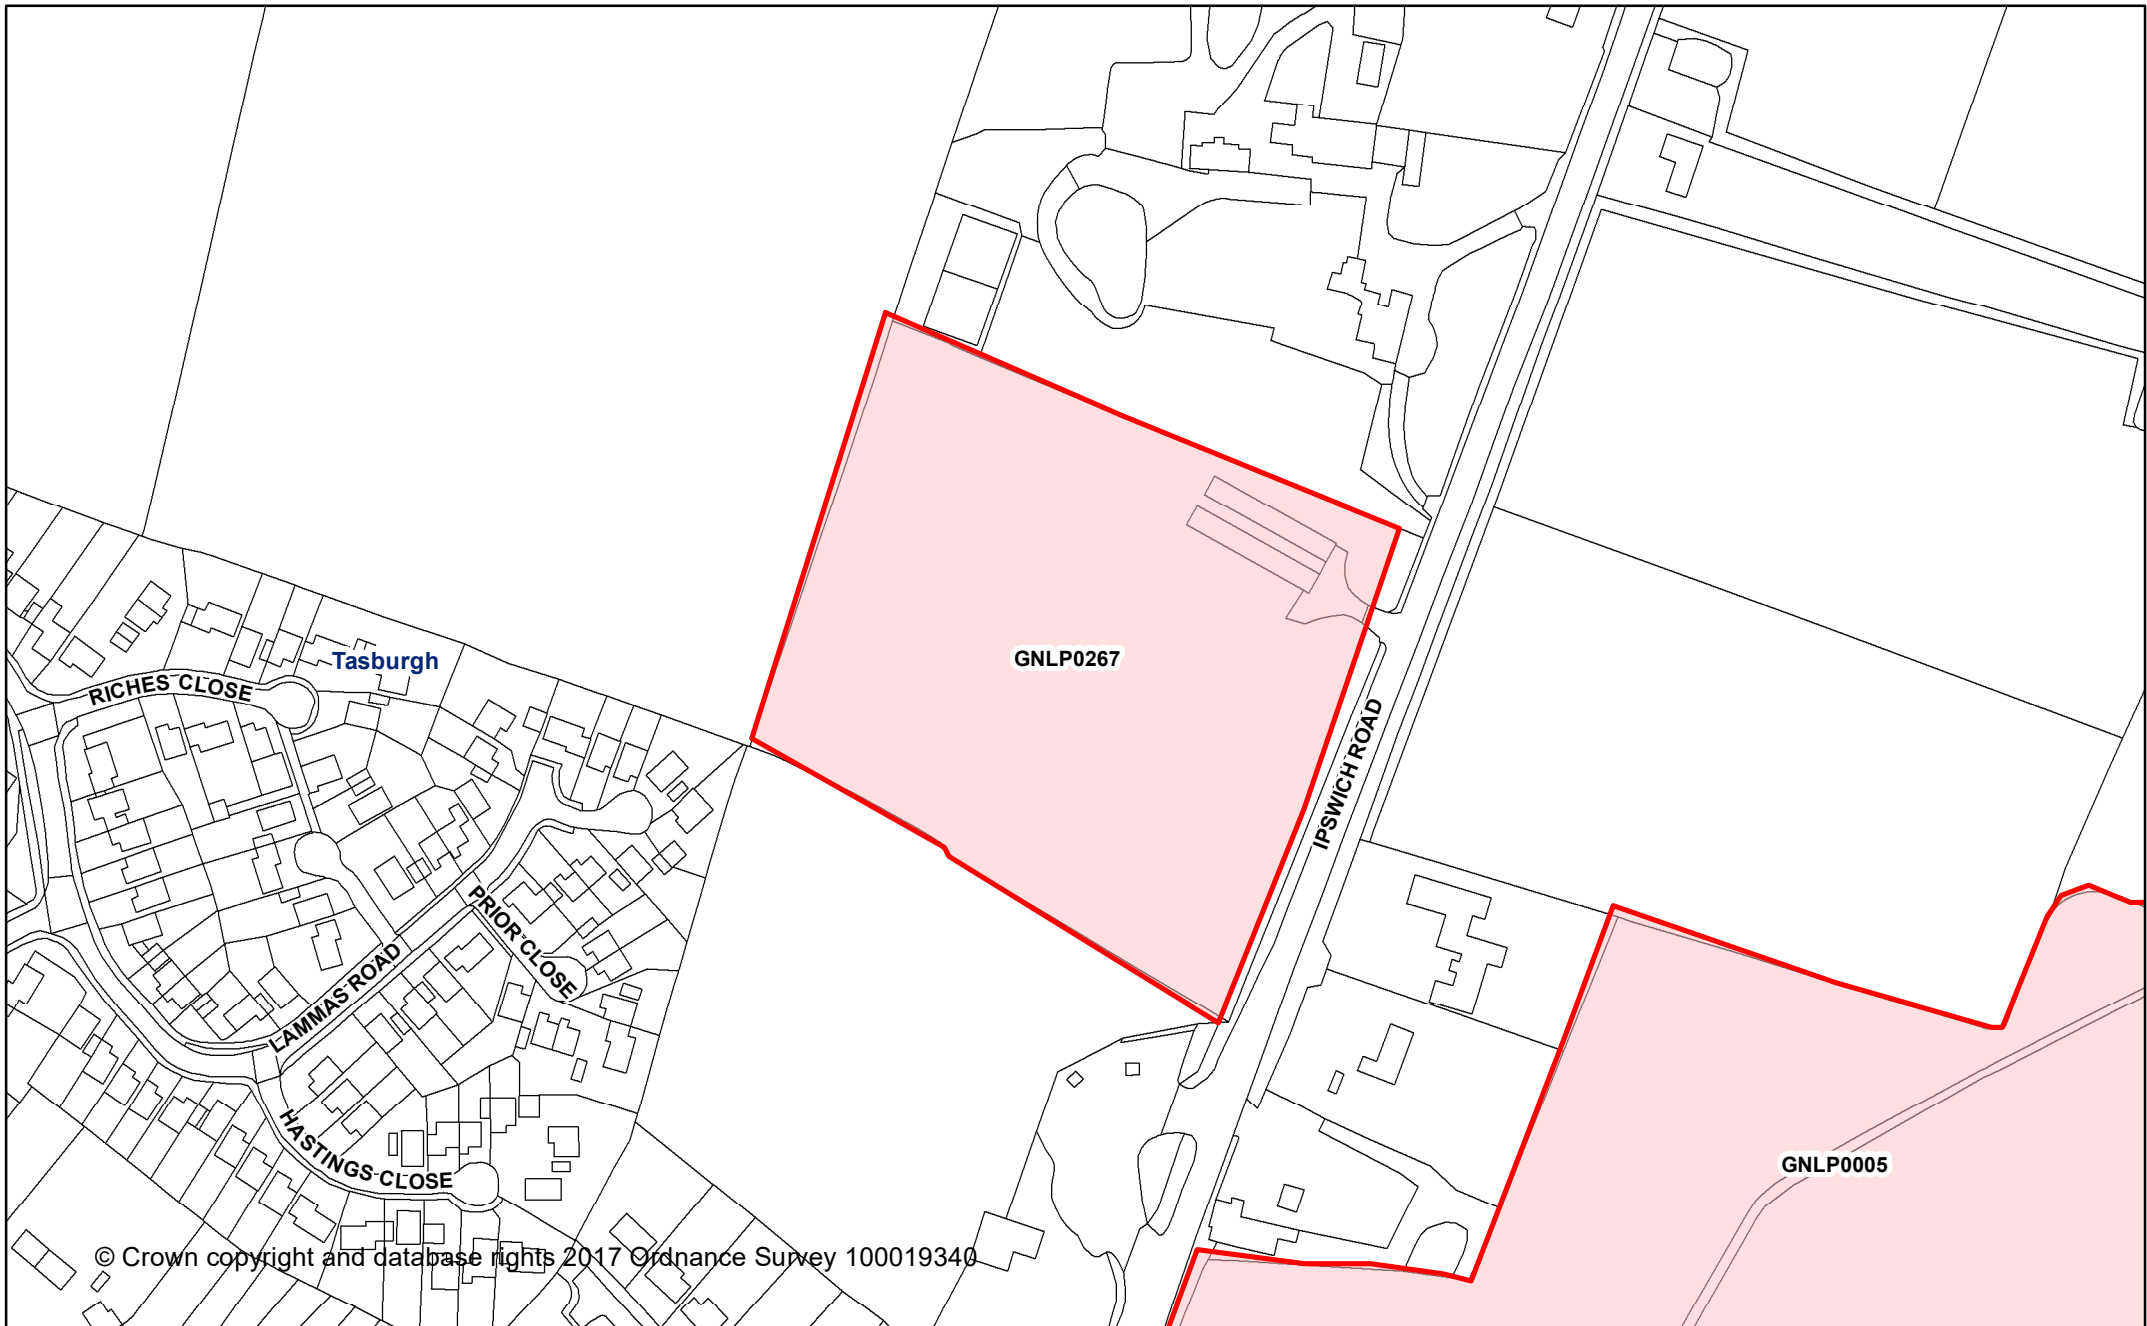 Tasburgh
GNLP0267
RICHES CLOSE
IPSWICH ROAD
PRIOR CLOSE
LAMMAS ROAD
HASTINGS CLOSE
GNLP0005
© Crown copyright and database rights 2017 Ordnance Survey 100019340